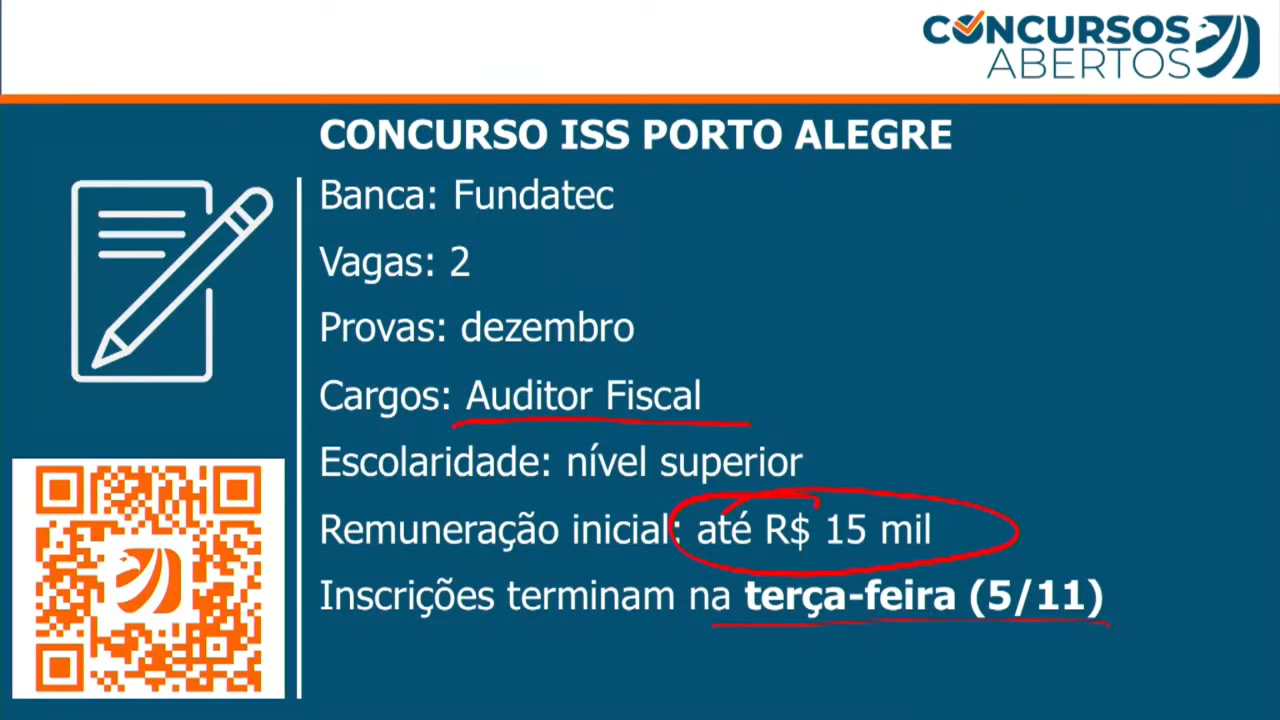 CONCURSOS
ABERTOS
CONCURSO ISS PORTO ALEGRE
Banca: Fundatec
Vagas: 2
Provas: dezembro
Cargos: Auditor Fiscal
Escolaridade: nível superior
Remuneração inicial: até R$ 15 mil
Inscrições terminam na terça-feira (5/11)